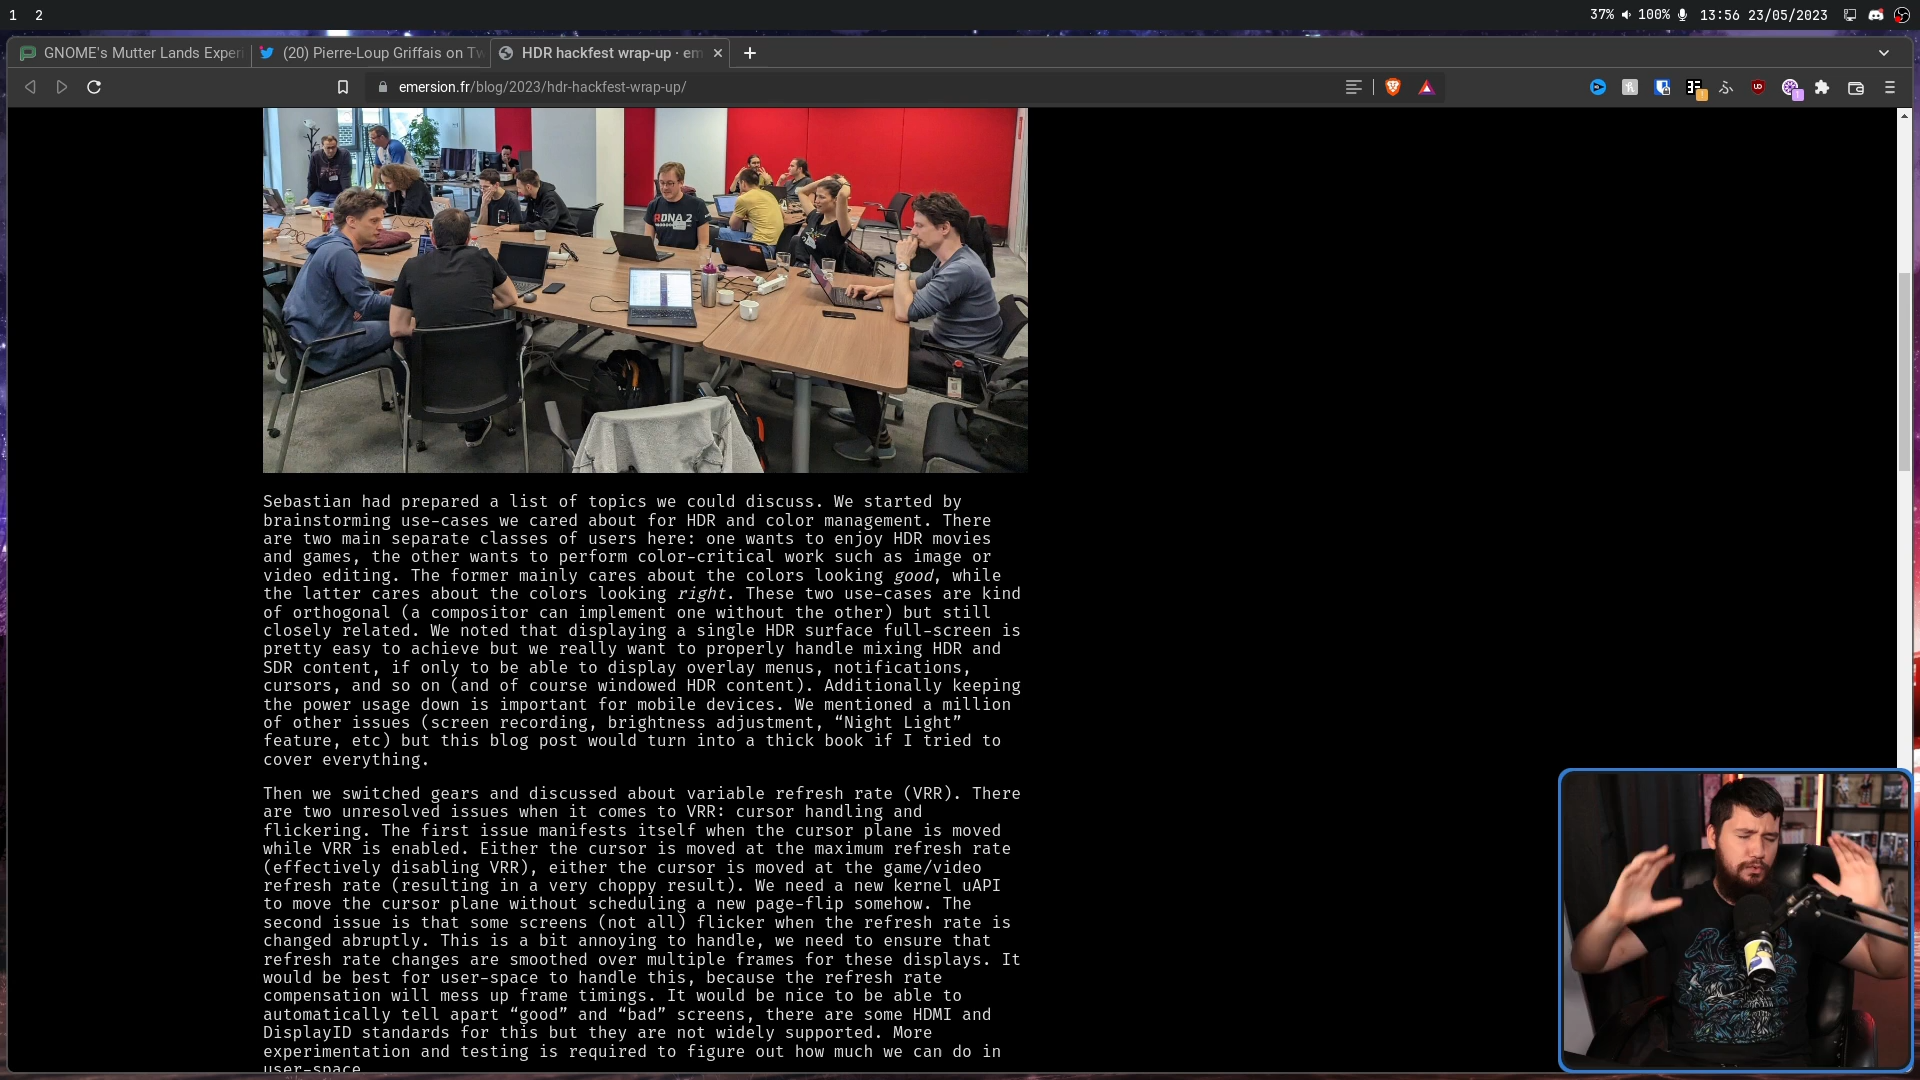 1 2
37% 100% 13:56 23/05/2023
GNOME's Mutter Lands Exper
(20) Pierre-Loup Griffais on Tw
HDR hackfest wrap-up · em
emersion.fr/blog/2023/hdr-hackfest-wrap-up/
RDNA 2
Sebastian had prepared a list of topics we could discuss. We started by
brainstorming use-cases we cared about for HDR and color management. There
are two main separate classes of users here: one wants to enjoy HDR movies
and games, the other wants to perform color-critical work such as image or
video editing. The former mainly cares about the colors looking good, while
the latter cares about the colors looking right. These two use-cases are kind
of orthogonal (a compositor can implement one without the other) but still
closely related. We noted that displaying a single HDR surface full-screen is
pretty easy to achieve but we really want to properly handle mixing HDR and
SDR content, if only to be able to display overlay menus, notifications,
cursors, and so on (and of course windowed HDR content). Additionally keeping
the power usage down is important for mobile devices. We mentioned a million
of other issues (screen recording, brightness adjustment, “Night Light”
feature, etc) but this blog post would turn into a thick book if I tried to
cover everything.
Then we switched gears and discussed about variable refresh rate (VRR). There
are two unresolved issues when it comes to VRR: cursor handling and
flickering. The first issue manifests itself when the cursor plane is moved
while VRR is enabled. Either the cursor is moved at the maximum refresh rate
(effectively disabling VRR), either the cursor is moved at the game/video
refresh rate (resulting in a very choppy result). We need a new kernel uAPI
to move the cursor plane without scheduling a new page-flip somehow. The
second issue is that some screens (not all) flicker when the refresh rate is
changed abruptly. This is a bit annoying to handle, we need to ensure that
refresh rate changes are smoothed over multiple frames for these displays. It
would be best for user-space to handle this, because the refresh rate
compensation will mess up frame timings. It would be nice to be able to
automatically tell apart “good” and “bad” screens, there are some HDMI and
DisplayID standards for this but they are not widely supported. More
experimentation and testing is required to figure out how much we can do in
user-space.